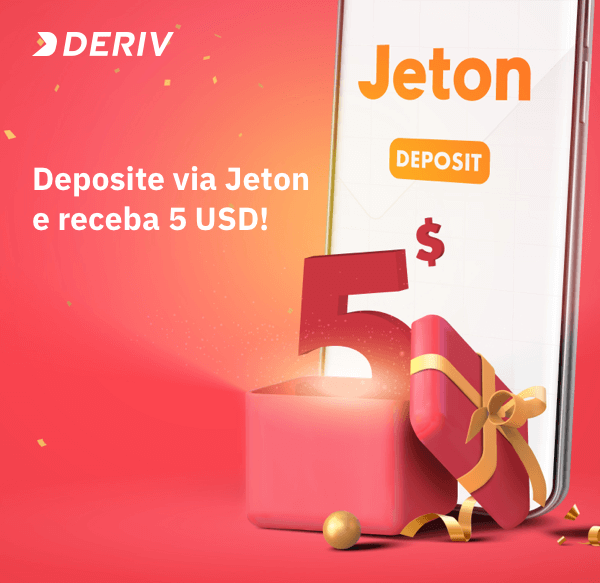 DERIV
Jeton
DEPOSIT
Deposite via Jeton
e receba 5 USD!
$
5